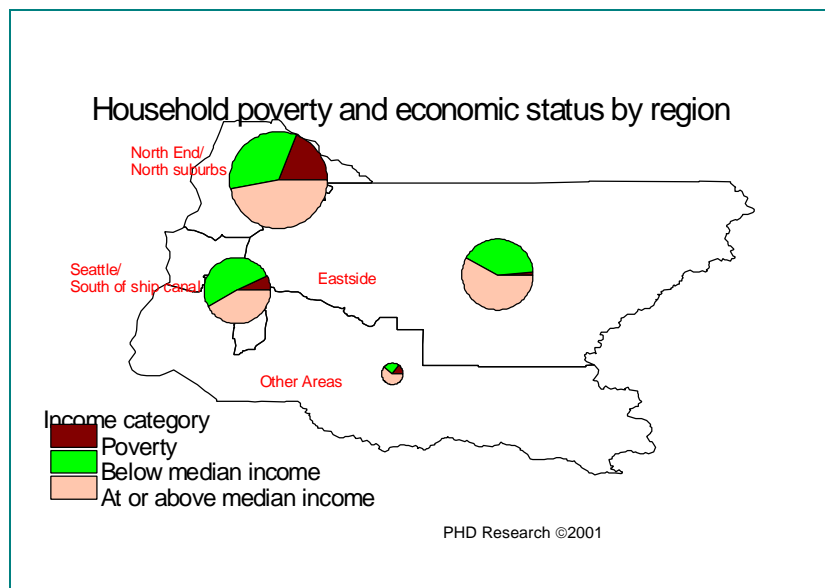 Household poverty and economic status by region
North End/
North suburbs
Seattle/
South of ship canal
Eastside
Other Areas
Income category
Poverty
Below median income
At or above median income
PHD Research ©2001